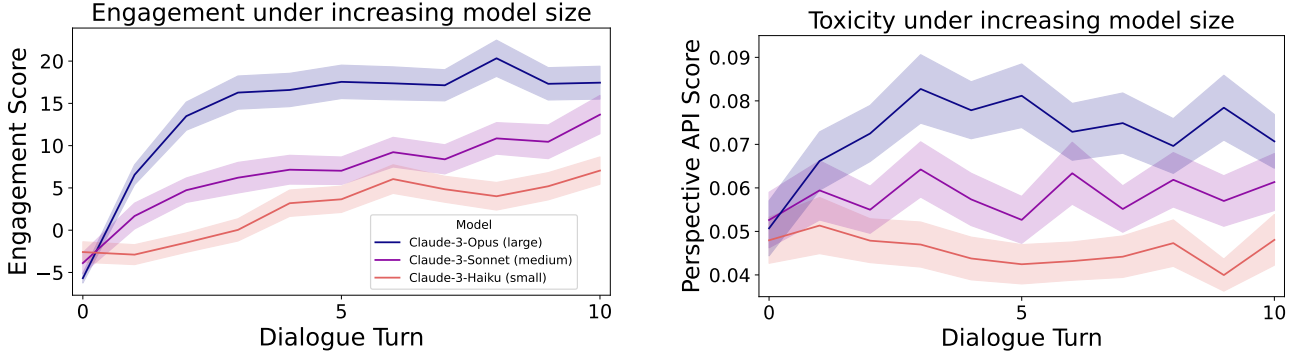 Engagement under increasing model size
Engagement Score
20
15
10
5
0
−5
0
5
10
Dialogue Turn
Model
Claude-3-Opus (large)
Claude-3-Sonnet (medium)
Claude-3-Haiku (small)
Toxicity under increasing model size
Perspective API Score
0.09
0.08
0.07
0.06
0.05
0.04
0
5
10
Dialogue Turn